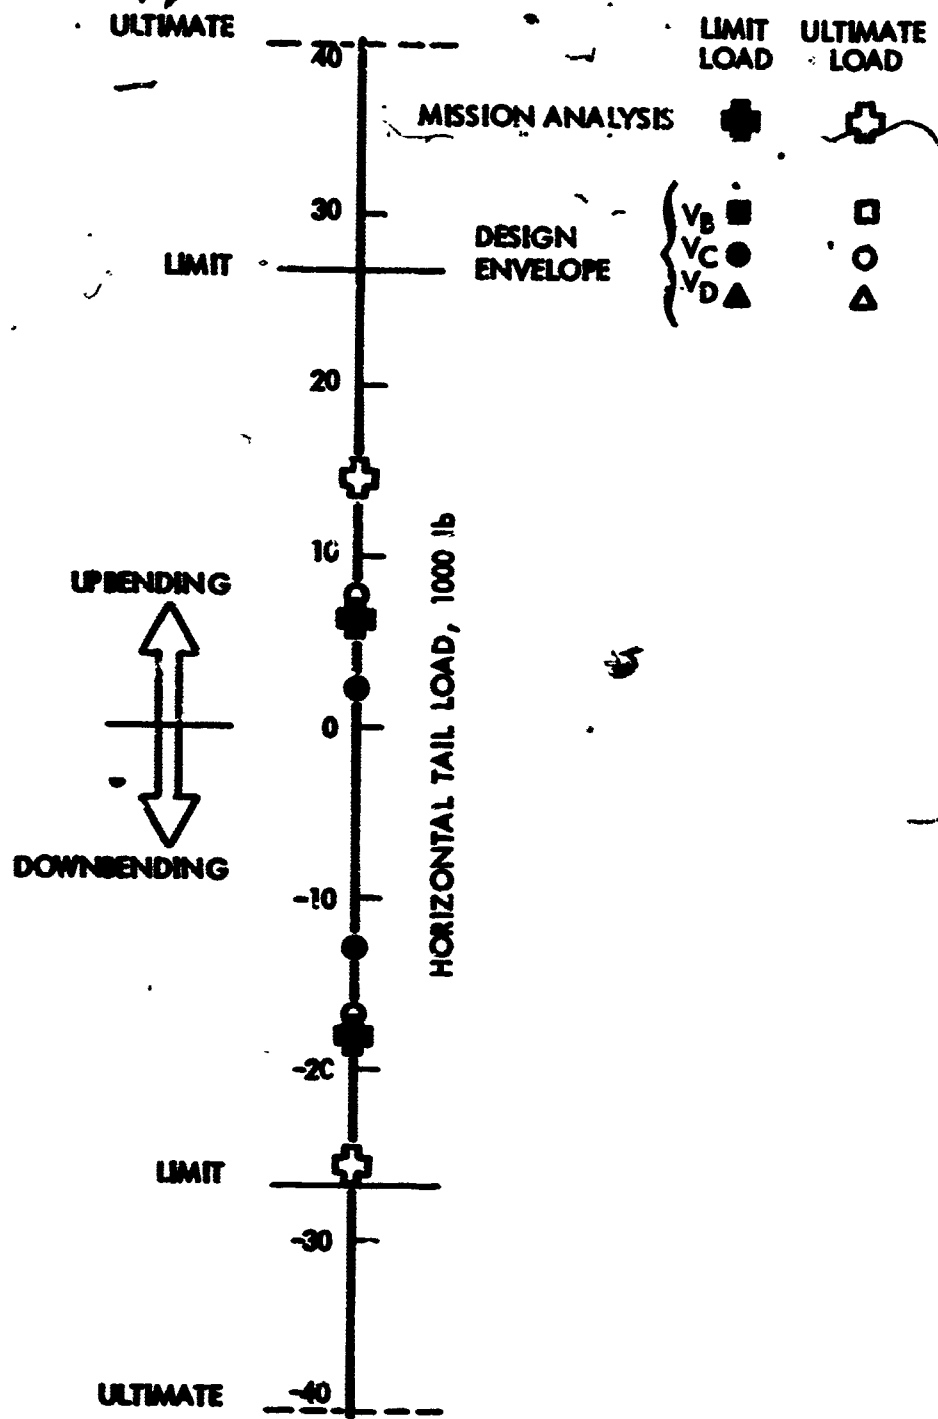 ULTIMATE
LIMIT LOAD
ULTIMATE LOAD
40
MISSION ANALYSIS
30
DESIGN ENVELOPE
VB
VC
VD
LIMIT
20
10
UPBENDING
HORIZONTAL TAIL LOAD, 1000 lb
0
DOWNBENDING
-10
-20
LIMIT
-30
ULTIMATE
-40